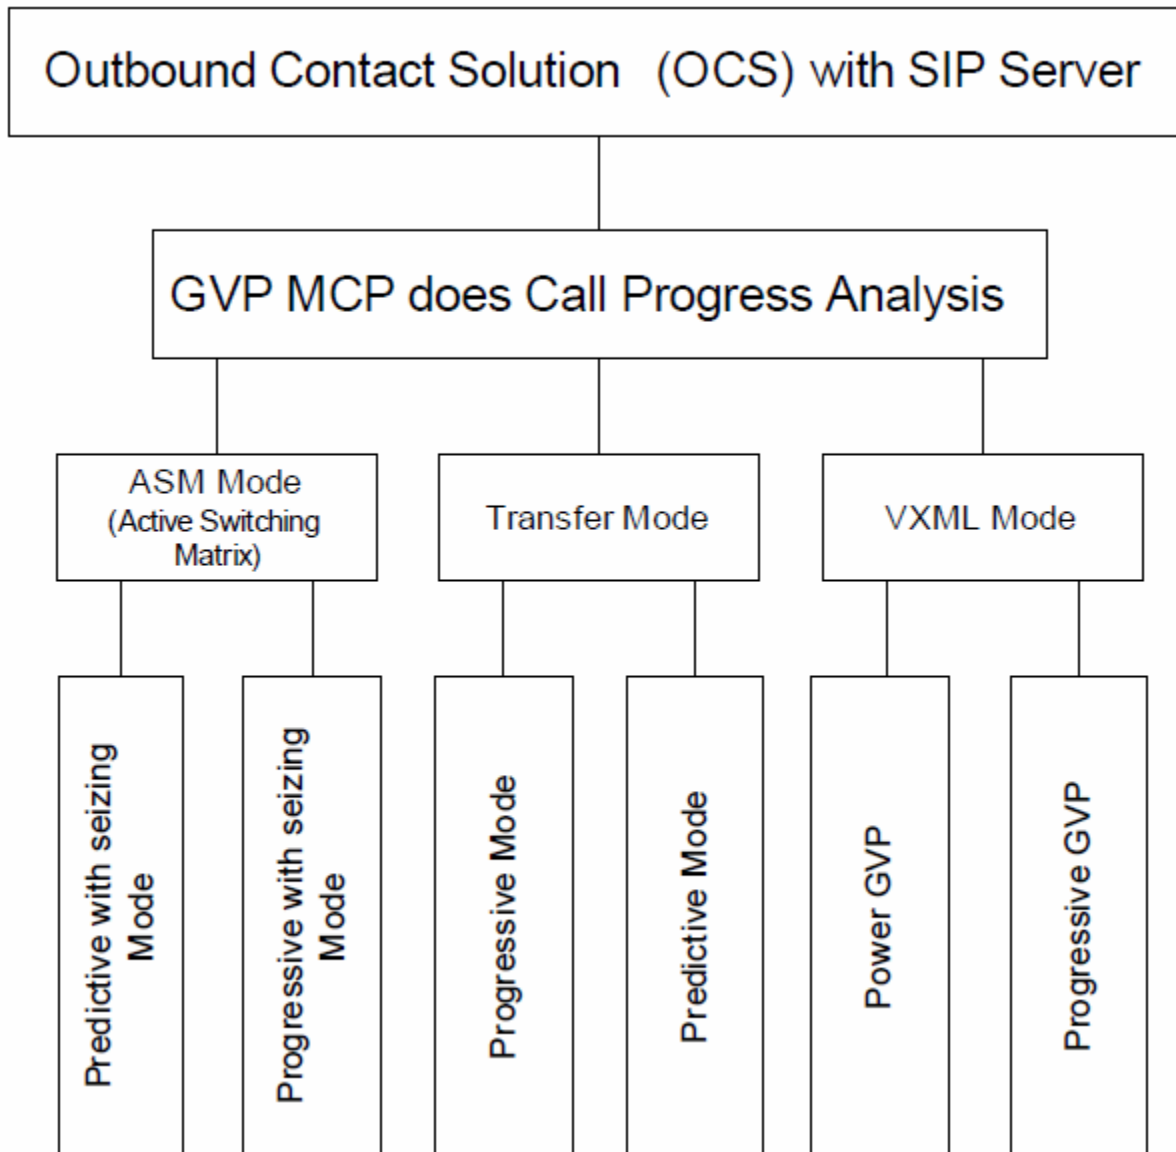 Outbound Contact Solution (OCS) with SIP Server
GVP MCP does Call Progress Analysis
ASM Mode
(Active Switching
Matrix)
Transfer Mode
VXML Mode
Predictive with seizing
Mode
Progressive with seizing
Mode
Progressive Mode
Predictive Mode
Power GVP
Progressive GVP